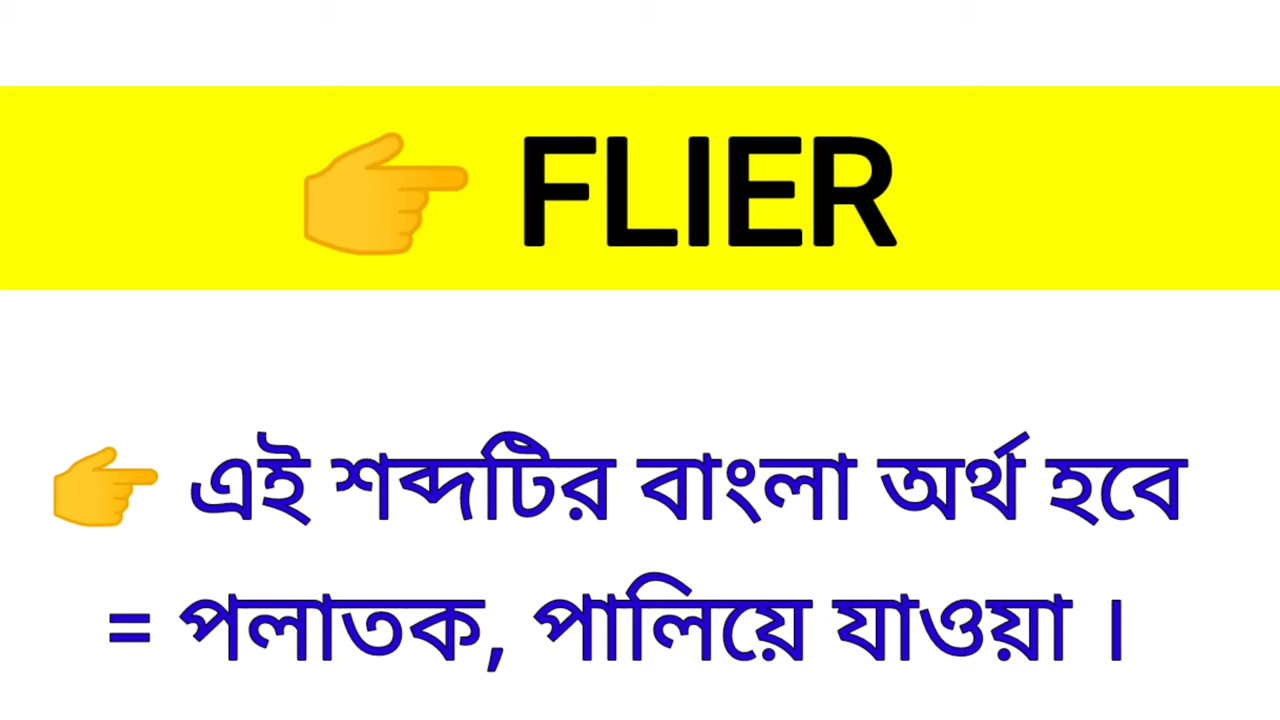 👉 FLIER
👉 এই শব্দটির বাংলা অর্থ হবে
= পলাতক, পালিয়ে যাওয়া ।